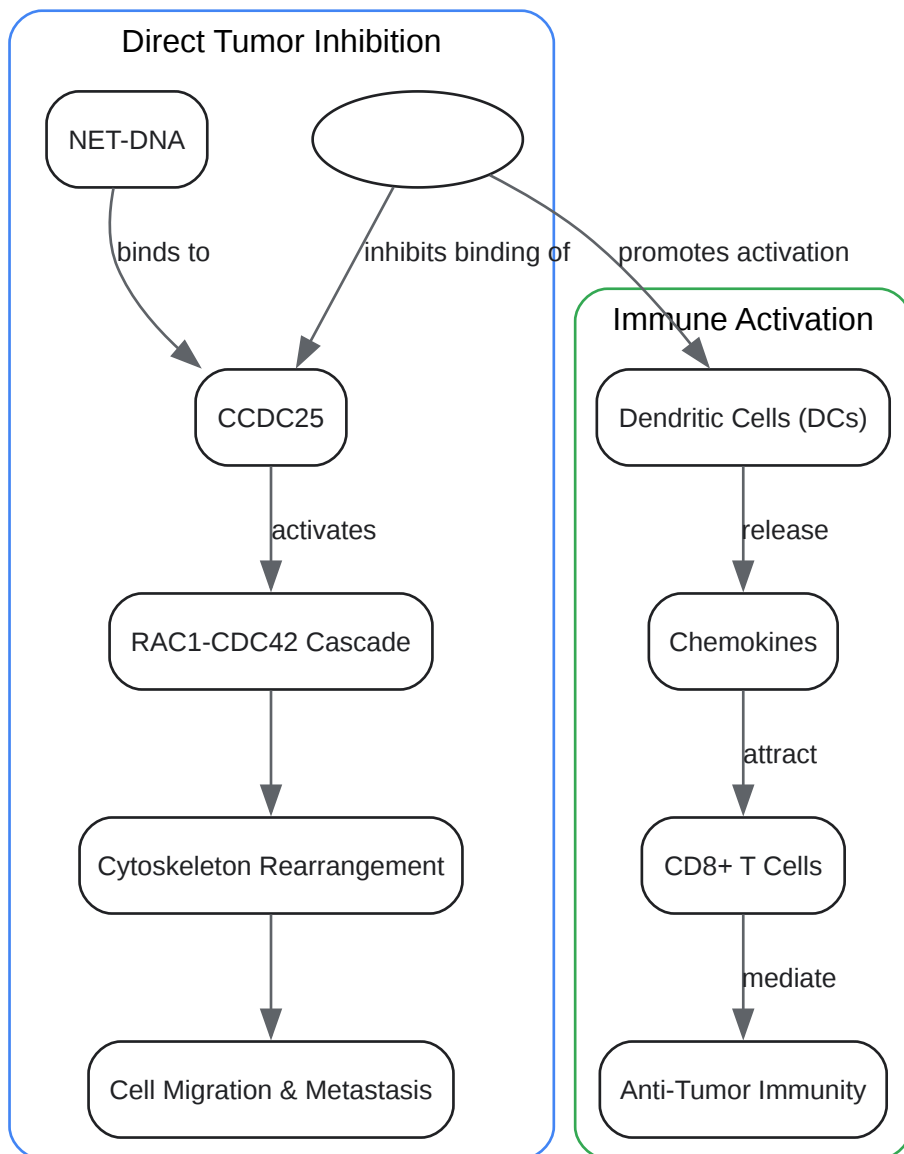 Direct Tumor Inhibition
NET-DNA
binds to
inhibits binding of
promotes activation
Immune Activation
CCDC25
Dendritic Cells (DCs)
activates
release
RAC1-CDC42 Cascade
Chemokines
attract
Cytoskeleton Rearrangement
CD8+ T Cells
mediate
Cell Migration & Metastasis
Anti-Tumor Immunity